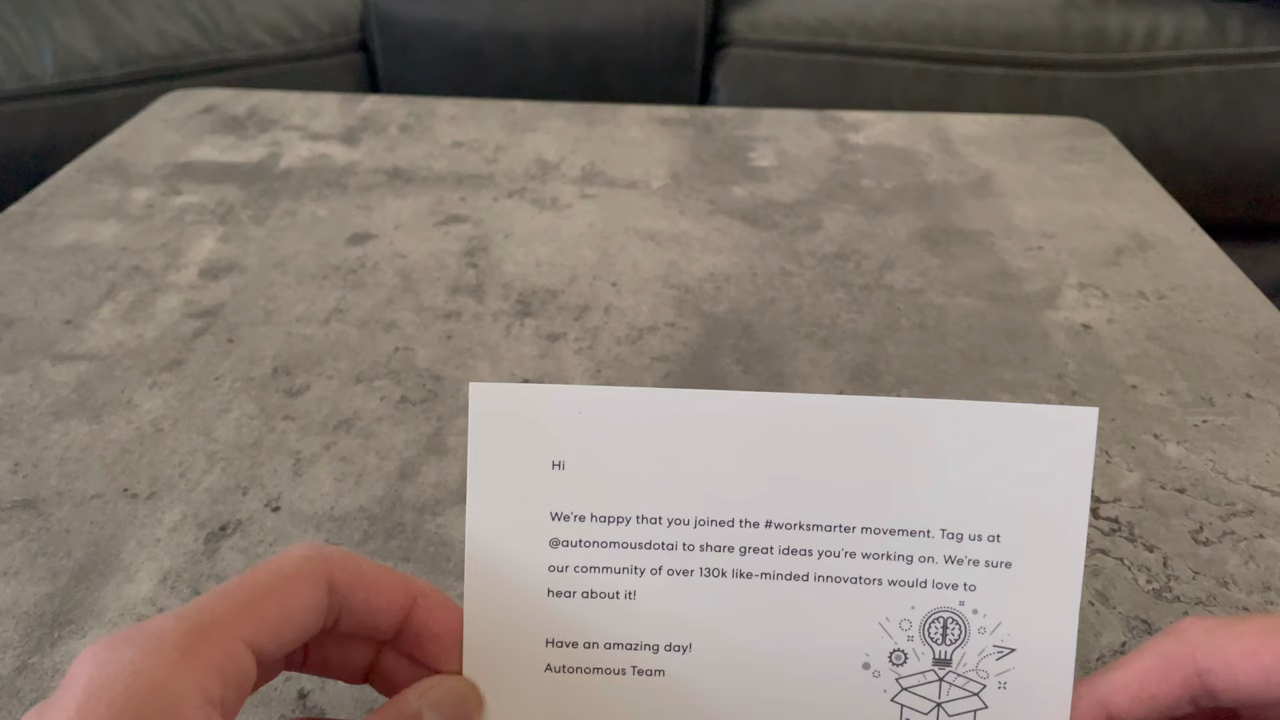 Hi
We're happy that you joined the #worksmarter movement. Tag us at
@autonomousdotai to share great ideas you're working on. We're sure
our community of over 130k like-minded innovators would love to
hear about it!
Have an amazing day!
Autonomous Team